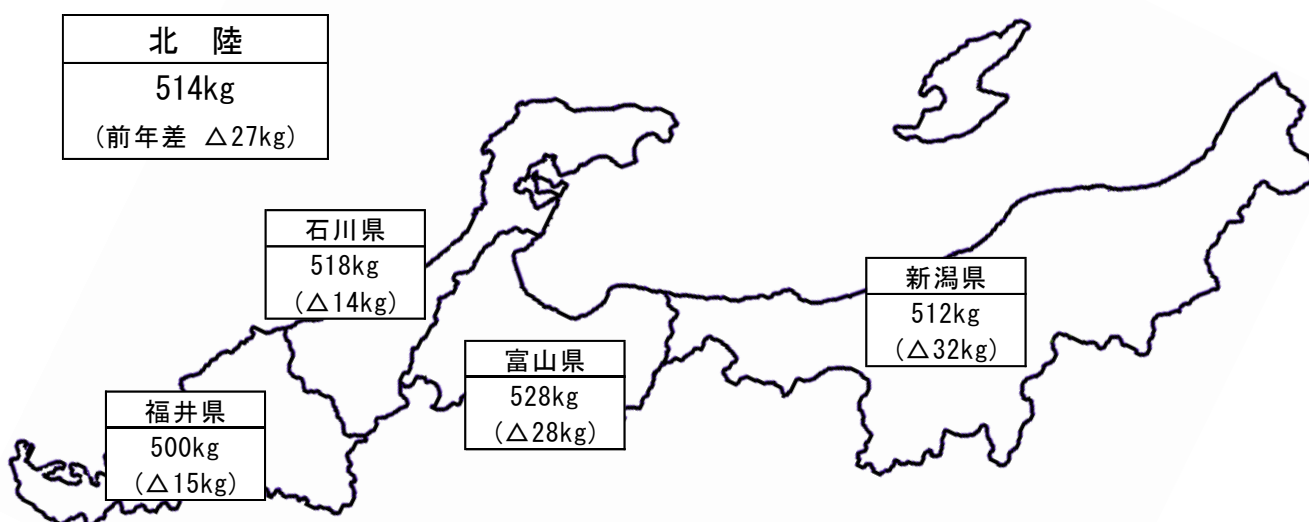 北 陸
514kg
(前年差 △27kg)
石川県
518kg
(△14kg)
新潟県
512kg
(△32kg)
富山県
528kg
(△28kg)
福井県
500kg
(△15kg)